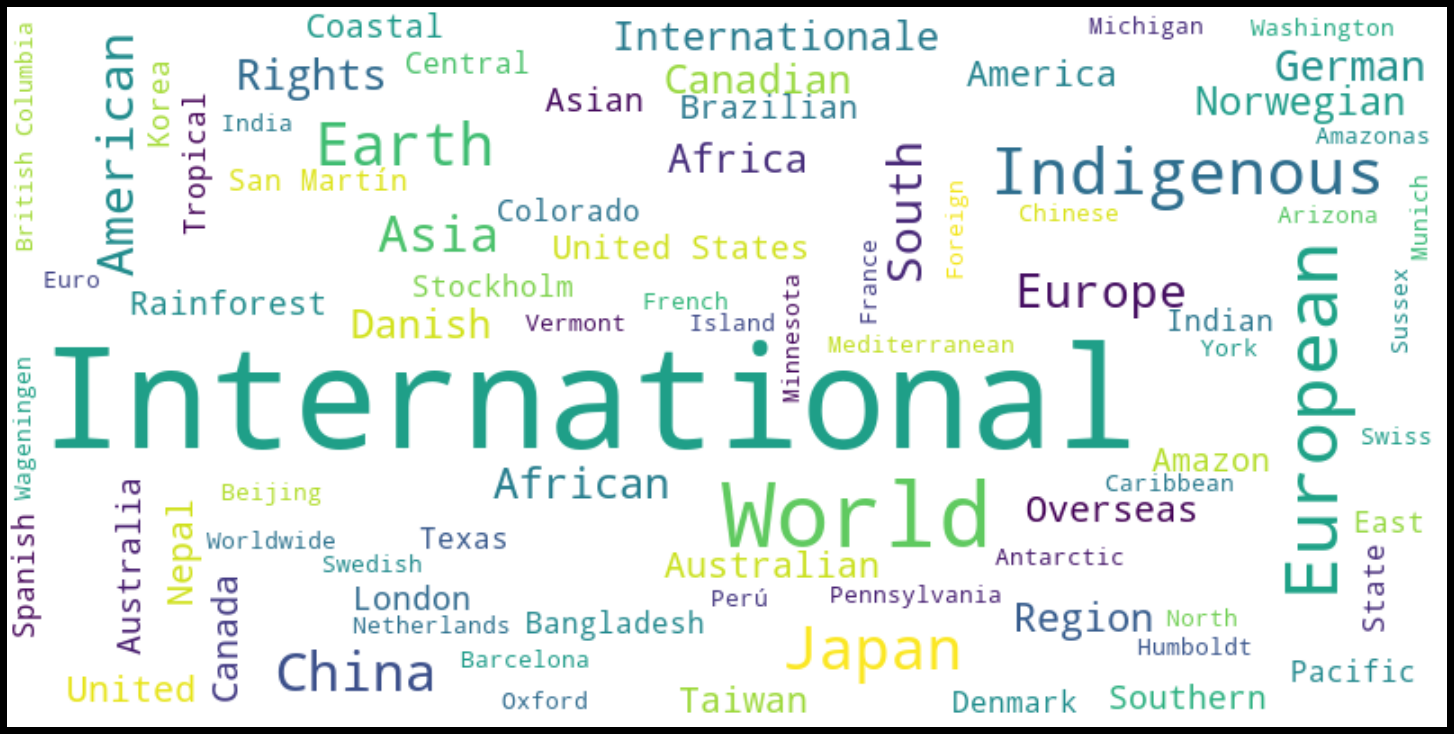 Coastal
Internationale
Michigan
Washington
British Columbia
American
Korea
Rights
Central
Canadian
America
German
Tropical
India
Asian
Brazilian
Norwegian
Amazonas
Earth
Africa
South
Indigenous
San Martín
Colorado
Foreign
Chinese
Arizona
Munich
Asia
United States
France
Euro
Stockholm
Europe
European
Sussex
Rainforest
French
Minnesota
Danish
Vermont
Island
Indian
Mediterranean
York
International
Wageningen
Swiss
Amazon
African
World
Caribbean
Beijing
Australia
Nepal
Overseas
East
Spanish
Worldwide
Texas
Antarctic
State
Swedish
Australian
Canada
London
Perú
Pennsylvania
Netherlands
Bangladesh
Region
North
Japan
Humboldt
China
Barcelona
Pacific
United
Oxford
Taiwan
Denmark
Southern